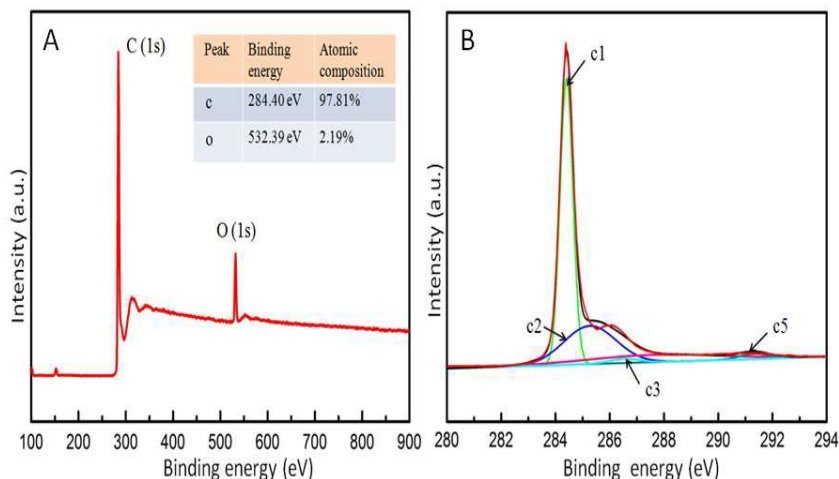 A
C (1s)
Peak Binding energy Atomic composition
c 284.40 eV 97.81%
o 532.39 eV 2.19%
O (1s)
Intensity (a.u.)
100 200 300 400 500 600 700 800 900
Binding energy (eV)
B
c1
c2
c3
c5
Intensity (a.u.)
280 282 284 286 288 290 292 294
Binding energy (eV)